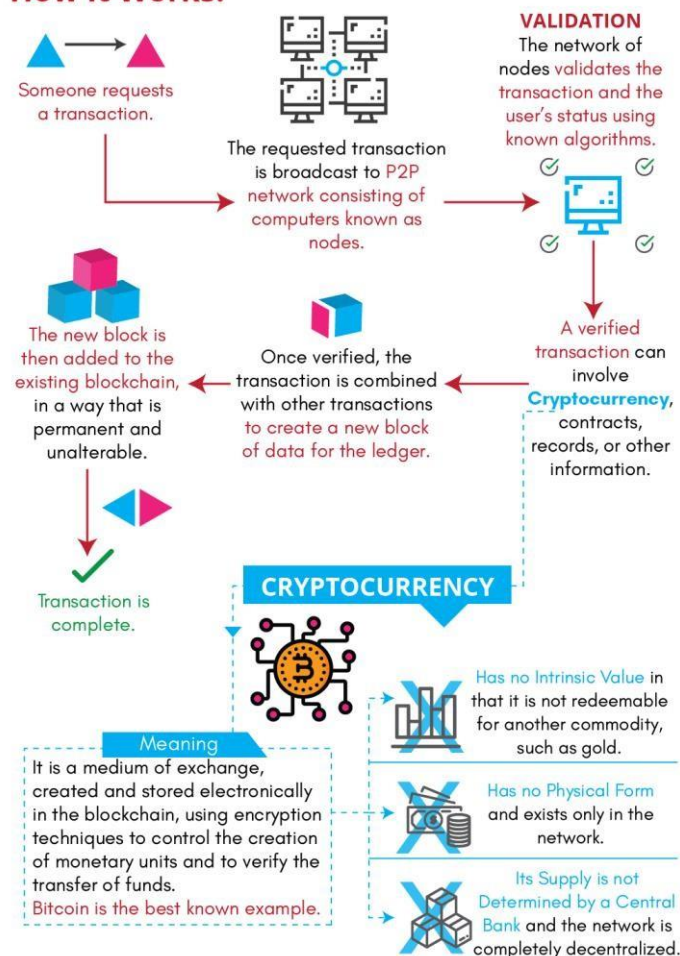 HOW IT WORKS:
Someone requests
a transaction.
The requested transaction
is broadcast to P2P
network consisting of
computers known as
nodes.
VALIDATION
The network of
nodes validates the
transaction and the
user's status using
known algorithms.
A verified
transaction can
involve
Cryptocurrency,
contracts,
records, or other
information.
Once verified, the
transaction is combined
with other transactions
to create a new block
of data for the ledger.
The new block is
then added to the
existing blockchain,
in a way that is
permanent and
unalterable.
Transaction is
complete.
CRYPTOCURRENCY
Meaning
It is a medium of exchange,
created and stored electronically
in the blockchain, using encryption
techniques to control the creation
of monetary units and to verify the
transfer of funds.
Bitcoin is the best known example.
Has no Intrinsic Value in
that it is not redeemable
for another commodity,
such as gold.
Has no Physical Form
and exists only in the
network.
Its Supply is not
Determined by a Central
Bank and the network is
completely decentralized.